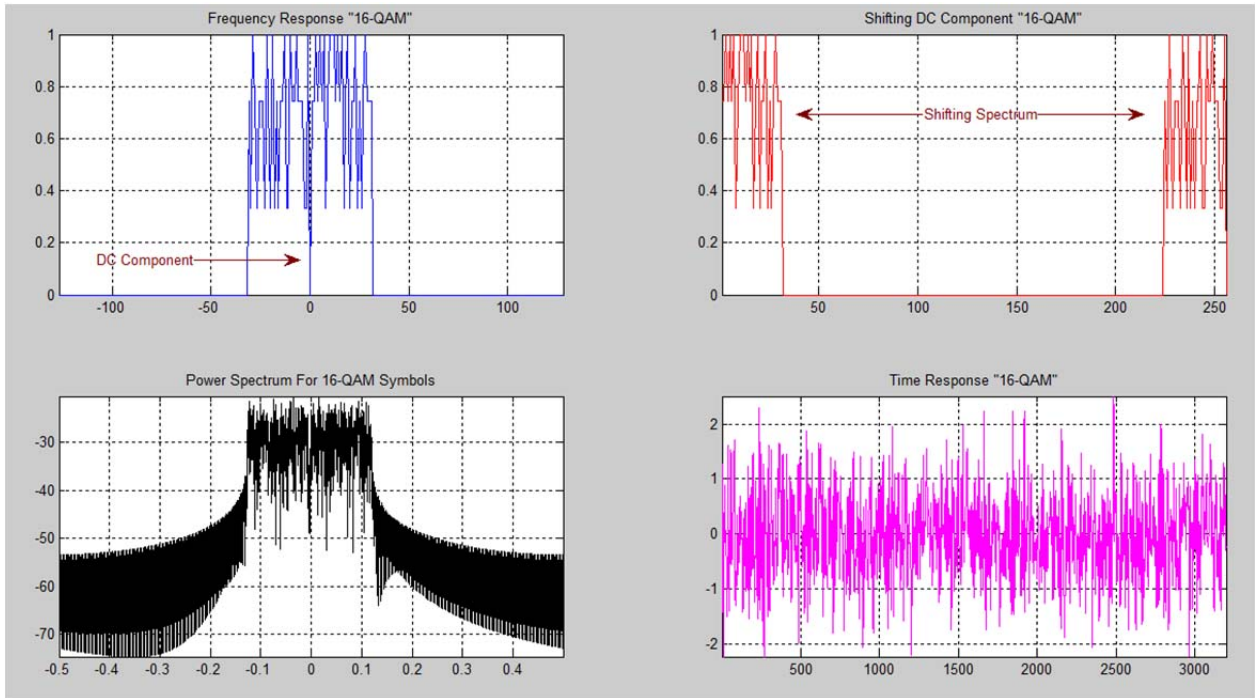 Frequency Response "16-QAM"
1
0.8
0.6
0.4
0.2
0
DC Component
-100 -50 0 50 100
Shifting DC Component "16-QAM"
1
0.8
0.6
0.4
0.2
0
Shifting Spectrum
50 100 150 200 250
Power Spectrum For 16-QAM Symbols
-30
-40
-50
-60
-70
-0.5 -0.4 -0.3 -0.2 -0.1 0 0.1 0.2 0.3 0.4
Time Response "16-QAM"
2
1
0
-1
-2
500 1000 1500 2000 2500 3000